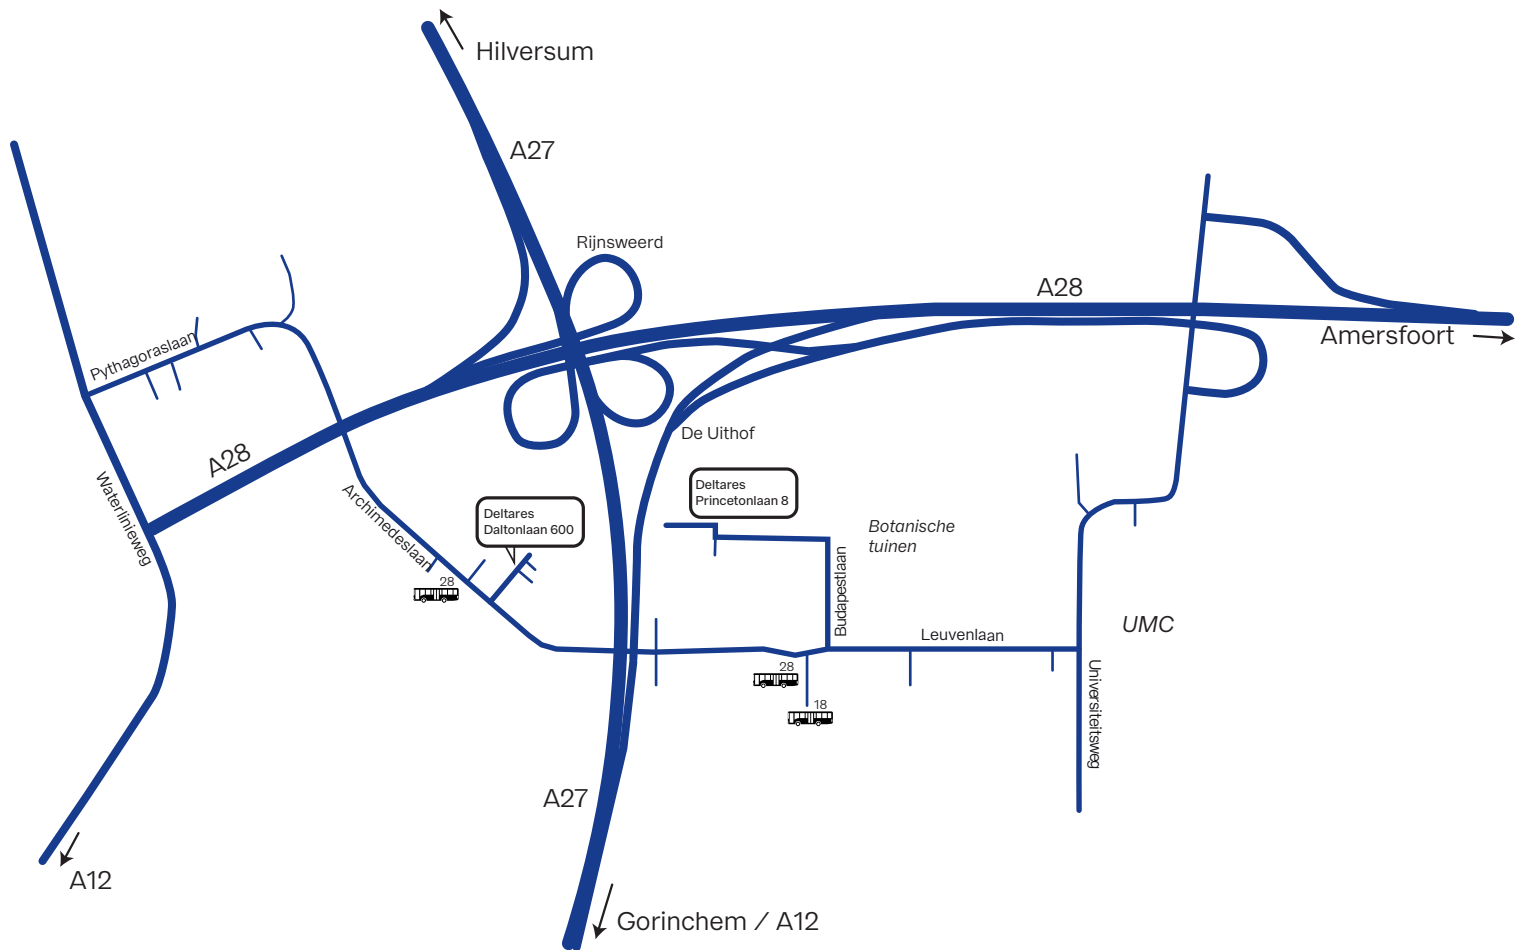 Hilversum
A27
Rijnsweerd
A28
Amersfoort
Pythagoraslaan
De Uithof
A28
Waterlinieweg
Archimedeslaan
Deltares
Princetonlaan 8
Deltares
Daltonlaan 600
Botanische
tuinen
Budapestlaan
28
UMC
Leuvenlaan
Universiteitsweg
28
18
A27
A12
Gorinchem / A12